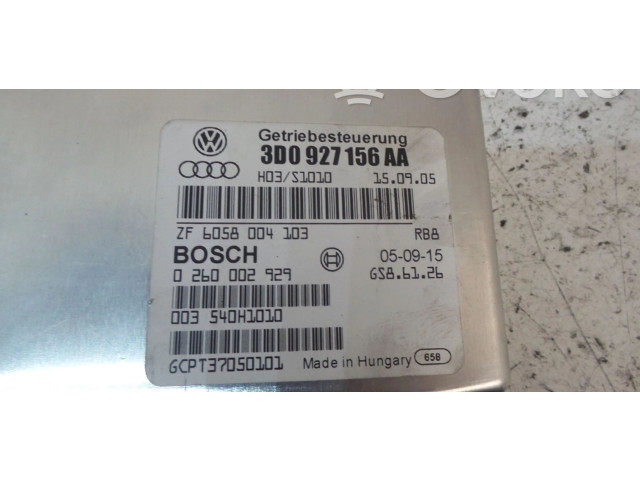 Getriebesteuerung
3D0 927 156 AA
H03/S1010 15.09.05
ZF 6058 004 103 RB8
BOSCH 05-09-15
0 260 002 929 GS8.61.26
003 540H1010
GCPT37050101 Made in Hungary 658